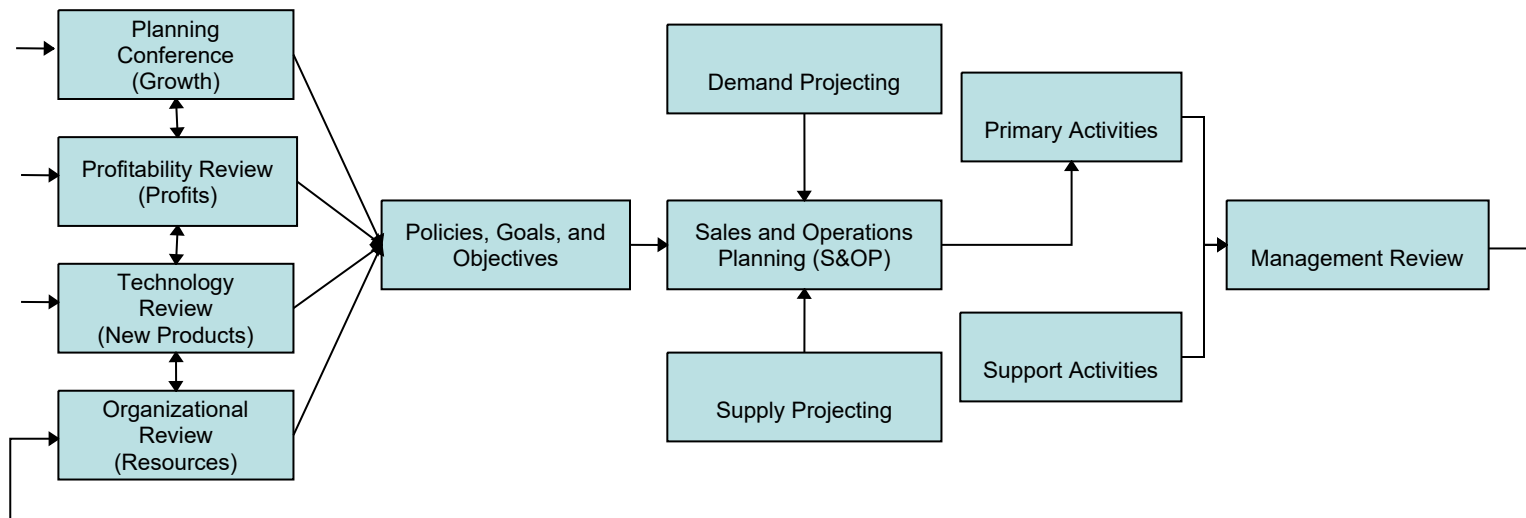 Planning
Conference
(Growth)
Profitability Review
(Profits)
Technology
Review
(New Products)
Organizational
Review
(Resources)
Policies, Goals, and
Objectives
Demand Projecting
Sales and Operations
Planning (S&OP)
Supply Projecting
Primary Activities
Support Activities
Management Review